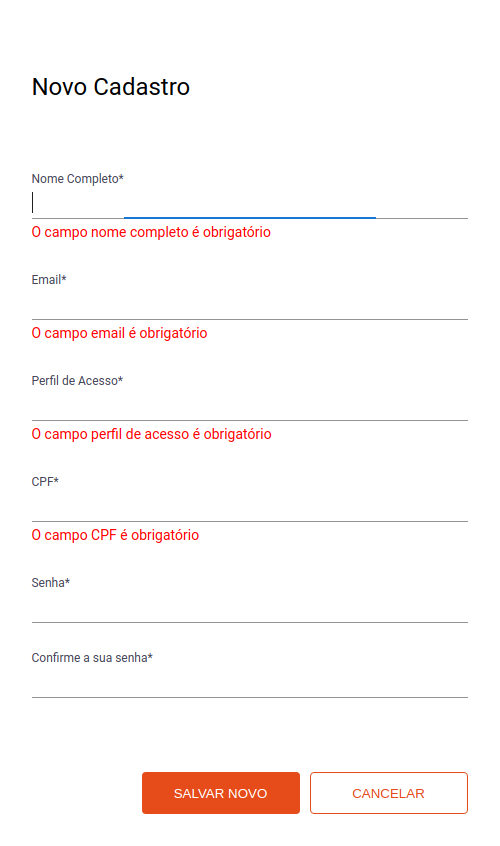 Novo Cadastro
Nome Completo*
O campo nome completo é obrigatório
Email*
O campo email é obrigatório
Perfil de Acesso*
O campo perfil de acesso é obrigatório
CPF*
O campo CPF é obrigatório
Senha*
Confirme a sua senha*
SALVAR NOVO
CANCELAR